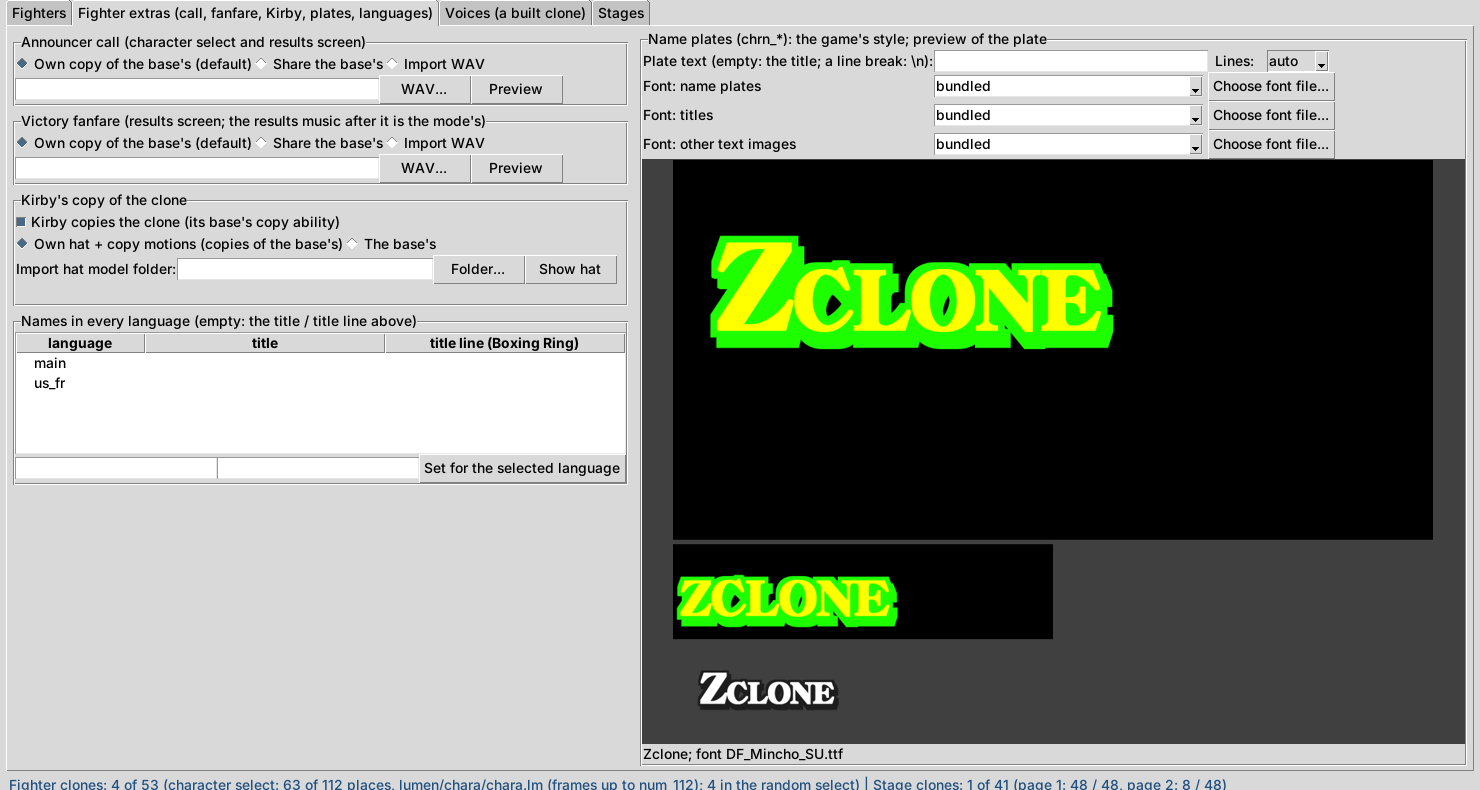 Fighters Fighter extras (call, fanfare, Kirby, plates, languages) Voices (a built clone) Stages
Announcer call (character select and results screen)
Own copy of the base's (default) Share the base's Import WAV
WAV... Preview
Victory fanfare (results screen; the results music after it is the mode's)
Own copy of the base's (default) Share the base's Import WAV
WAV... Preview
Kirby's copy of the clone
Kirby copies the clone (its base's copy ability)
Own hat + copy motions (copies of the base's) The base's
Import hat model folder: Folder... Show hat
Names in every language (empty: the title / title line above)
language title title line (Boxing Ring)
main
us_fr
Set for the selected language
Name plates (chrn_*): the game's style; preview of the plate
Plate text (empty: the title; a line break: \n): Lines: auto
Font: name plates bundled Choose font file...
Font: titles bundled Choose font file...
Font: other text images bundled Choose font file...
ZCLONE
ZCLONE
ZCLONE
Zclone; font DF_Mincho_SU.ttf
Fighter clones: 4 of 53 (character select: 63 of 112 places, lumen/chara/chara.lm (frames up to num_112): 4 in the random select) | Stage clones: 1 of 41 (page 1: 48 / 48, page 2: 8 / 48)